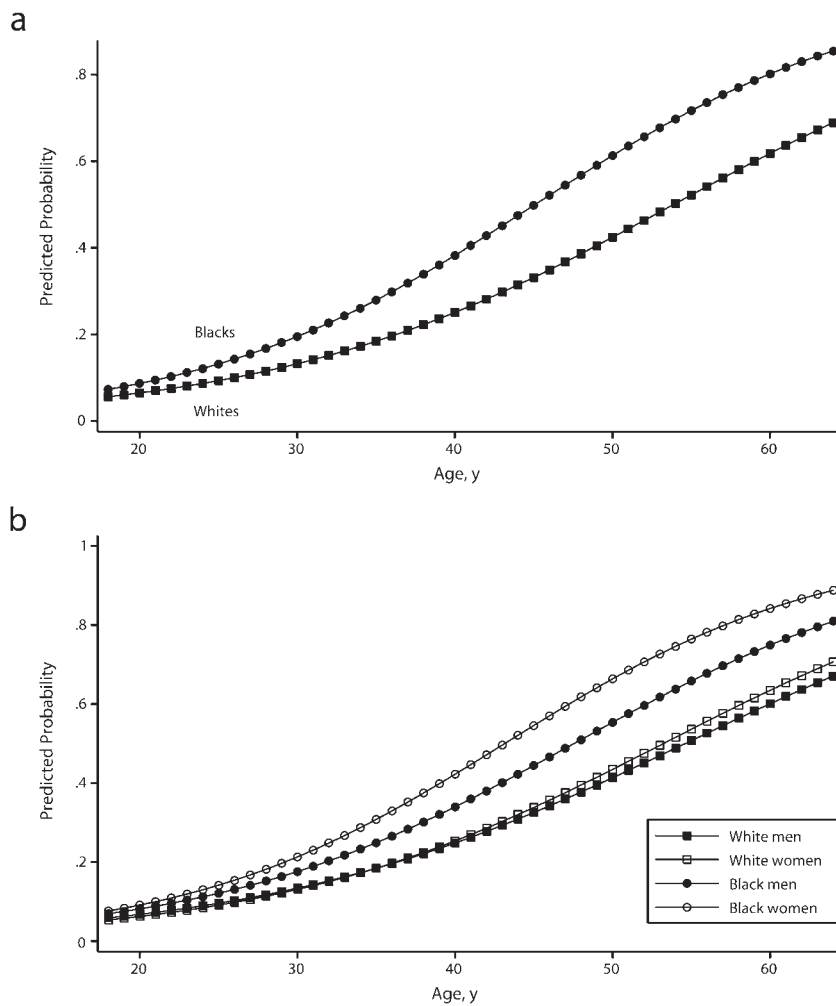 a
.8
.6
.4
.2
0
Predicted Probability
Blacks
Whites
20 30 40 50 60
Age, y
b
1
.8
.6
.4
.2
0
Predicted Probability
White men
White women
Black men
Black women
20 30 40 50 60
Age, y